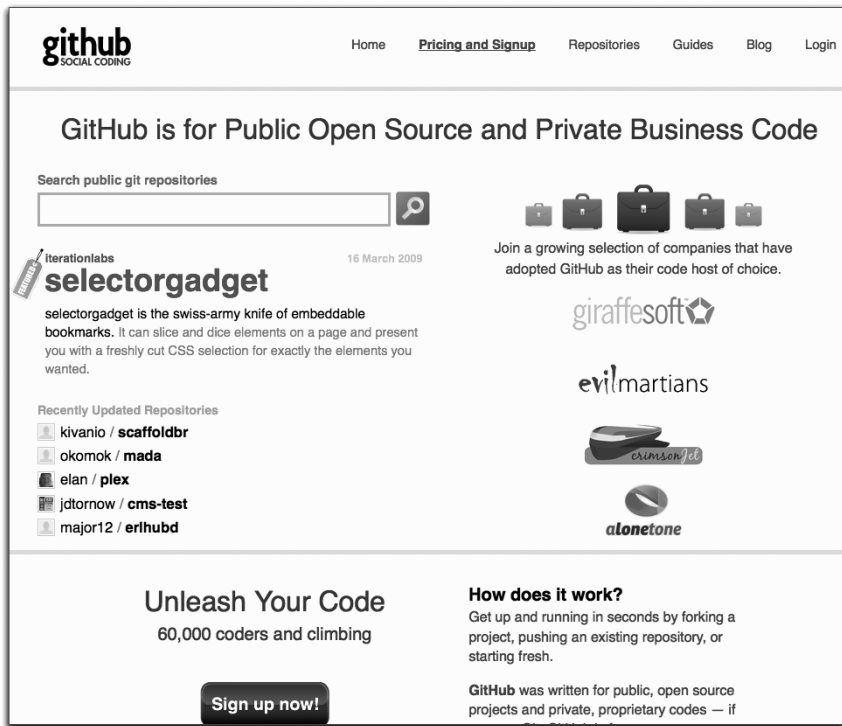 github
SOCIAL CODING
Home Pricing and Signup Repositories Guides Blog Login
GitHub is for Public Open Source and Private Business Code
Search public git repositories
FEATURED
iterationlabs 16 March 2009
selectorgadget
selectorgadget is the swiss-army knife of embeddable
bookmarks. It can slice and dice elements on a page and present
you with a freshly cut CSS selection for exactly the elements you
wanted.
Recently Updated Repositories
kivanio / scaffoldbr
okomok / mada
elan / plex
jdtornow / cms-test
major12 / erlhubd
Join a growing selection of companies that have
adopted GitHub as their code host of choice.
giraffesoft
evilmartians
crimsonJet
alonetone
Unleash Your Code
60,000 coders and climbing
Sign up now!
How does it work?
Get up and running in seconds by forking a
project, pushing an existing repository, or
starting fresh.
GitHub was written for public, open source
projects and private, proprietary codes — if